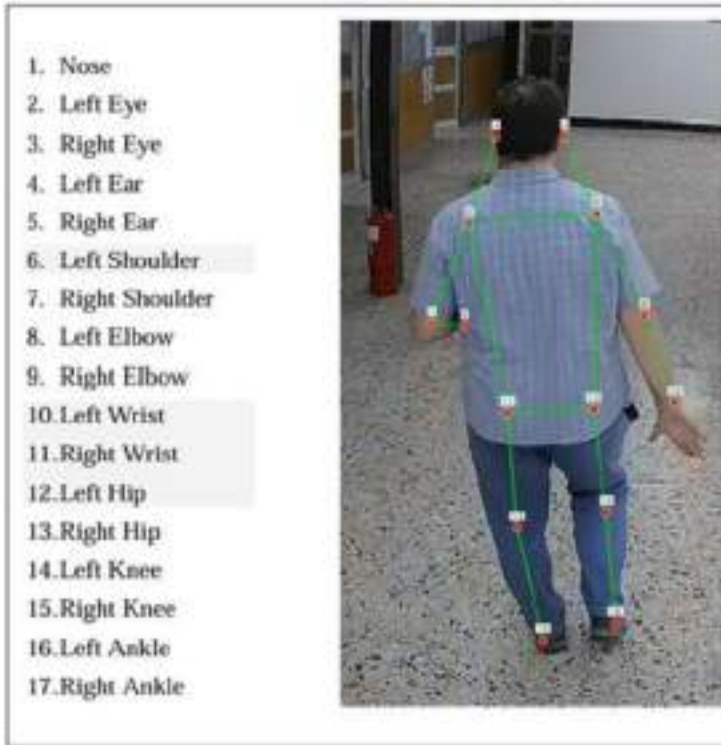 1. Nose
2. Left Eye
3. Right Eye
4. Left Ear
5. Right Ear
6. Left Shoulder
7. Right Shoulder
8. Left Elbow
9. Right Elbow
10.Left Wrist
11.Right Wrist
12.Left Hip
13.Right Hip
14.Left Knee
15.Right Knee
16.Left Ankle
17.Right Ankle